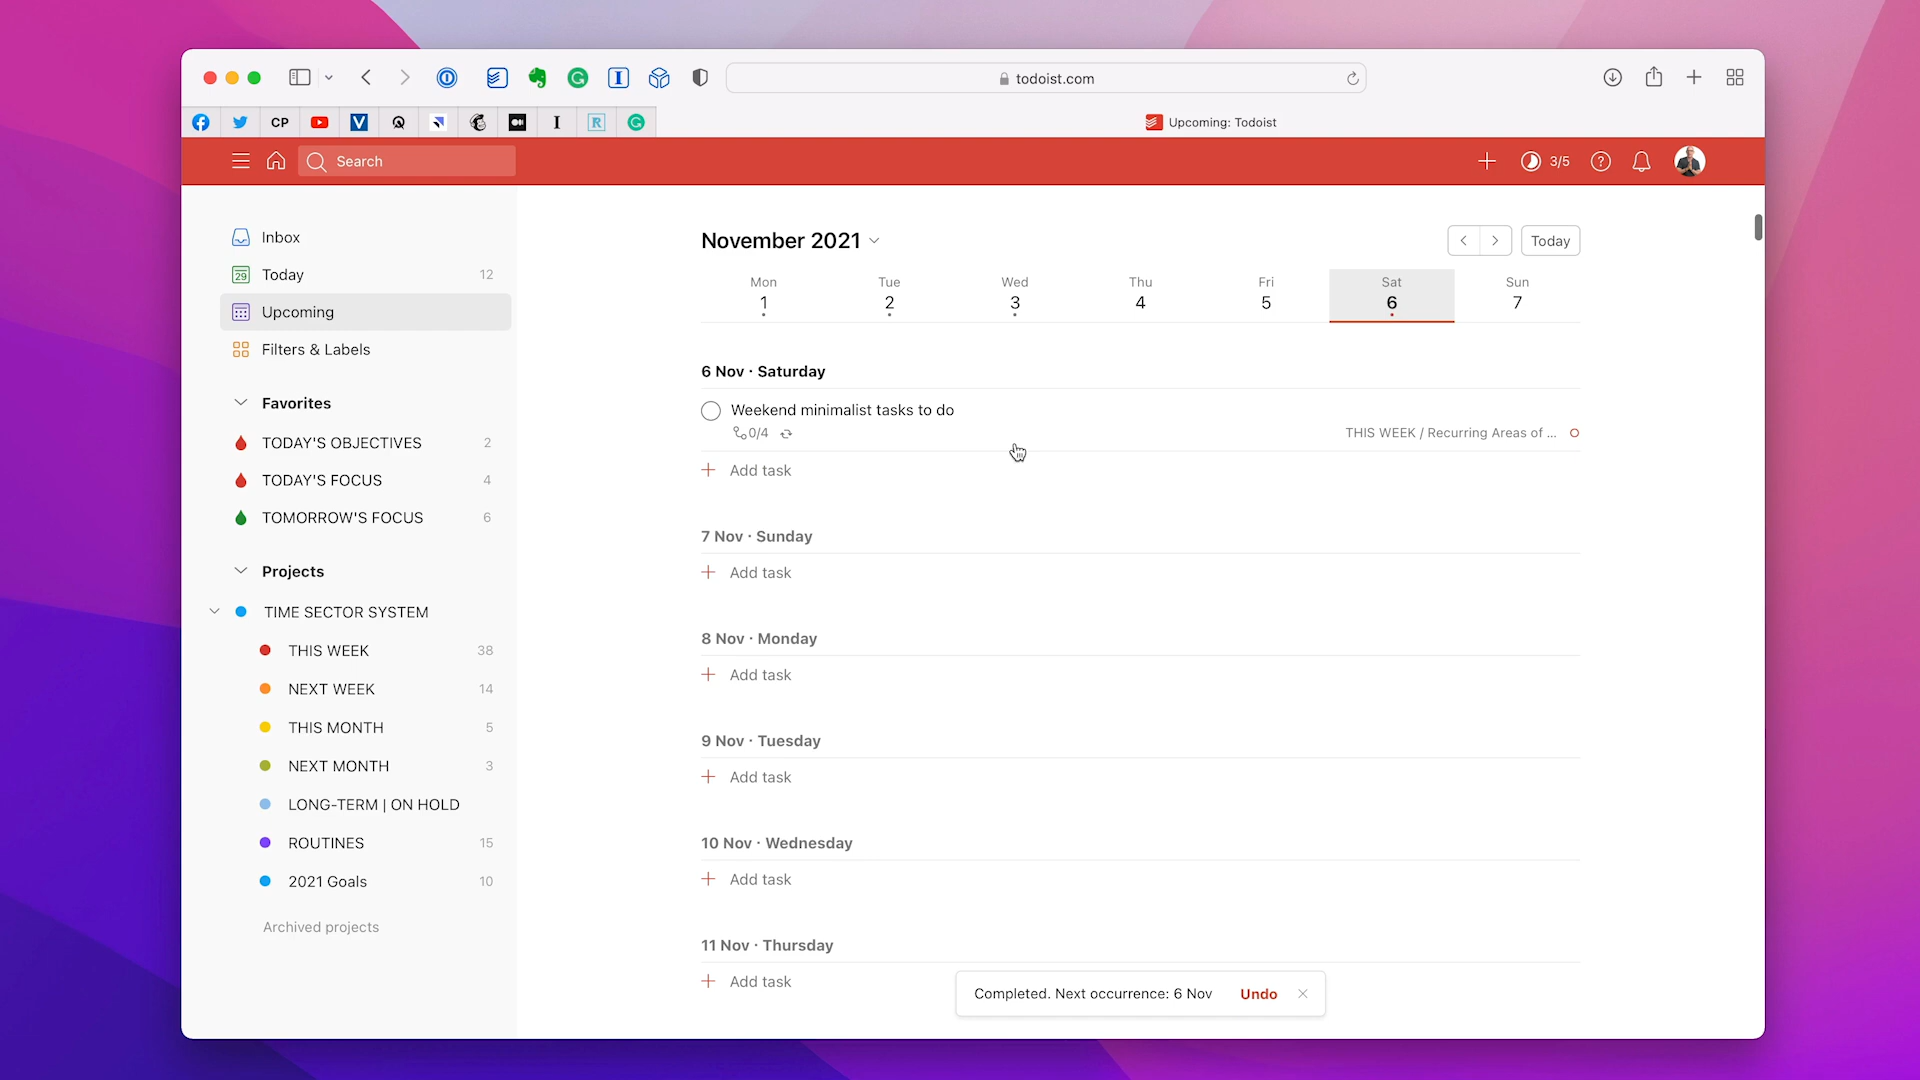 todoist.com
CP
Upcoming: Todoist
Search
3/5
Inbox
29
Today 12
Upcoming
Filters & Labels
Favorites
TODAY'S OBJECTIVES 2
TODAY'S FOCUS 4
TOMORROW'S FOCUS 6
Projects
TIME SECTOR SYSTEM
THIS WEEK 38
NEXT WEEK 14
THIS MONTH 5
NEXT MONTH 3
LONG-TERM | ON HOLD
ROUTINES 15
2021 Goals 10
Archived projects
November 2021
Today
Mon Tue Wed Thu Fri Sat Sun
1 2 3 4 5 6 7
6 Nov · Saturday
Weekend minimalist tasks to do
0/4
THIS WEEK / Recurring Areas of ...
Add task
7 Nov · Sunday
Add task
8 Nov · Monday
Add task
9 Nov · Tuesday
Add task
10 Nov · Wednesday
Add task
11 Nov · Thursday
Add task
Completed. Next occurrence: 6 Nov Undo